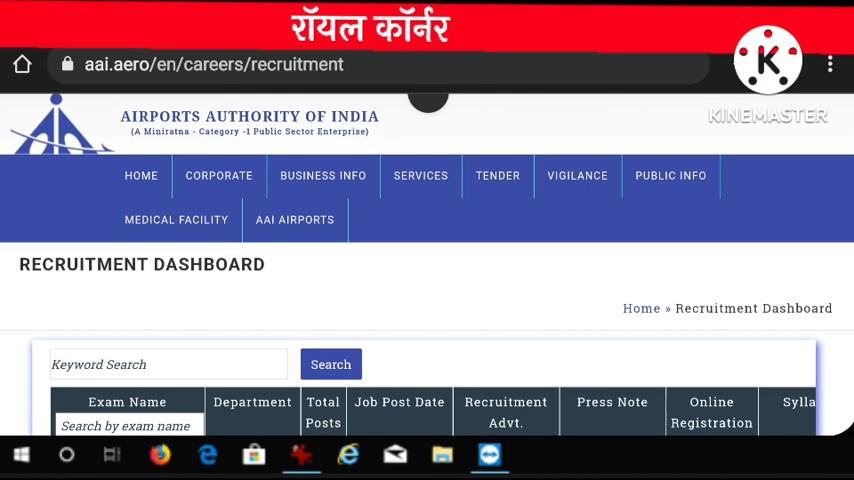 रॉयल कॉर्नर
aai.aero/en/careers/recruitment
K
KINEMASTER
AIRPORTS AUTHORITY OF INDIA
(A Miniratna - Category -1 Public Sector Enterprise)
HOME CORPORATE BUSINESS INFO SERVICES TENDER VIGILANCE PUBLIC INFO
MEDICAL FACILITY AAI AIRPORTS
RECRUITMENT DASHBOARD
Home » Recruitment Dashboard
Keyword Search Search
Exam Name Department Total Job Post Date Recruitment Press Note Online Sylla
Search by exam name Posts Advt. Registration